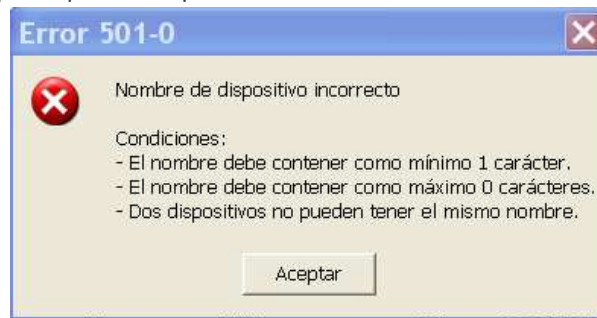 Error 501-0
Nombre de dispositivo incorrecto
Condiciones:
- El nombre debe contener como mínimo 1 carácter.
- El nombre debe contener como máximo 0 carácteres.
- Dos dispositivos no pueden tener el mismo nombre.
Aceptar